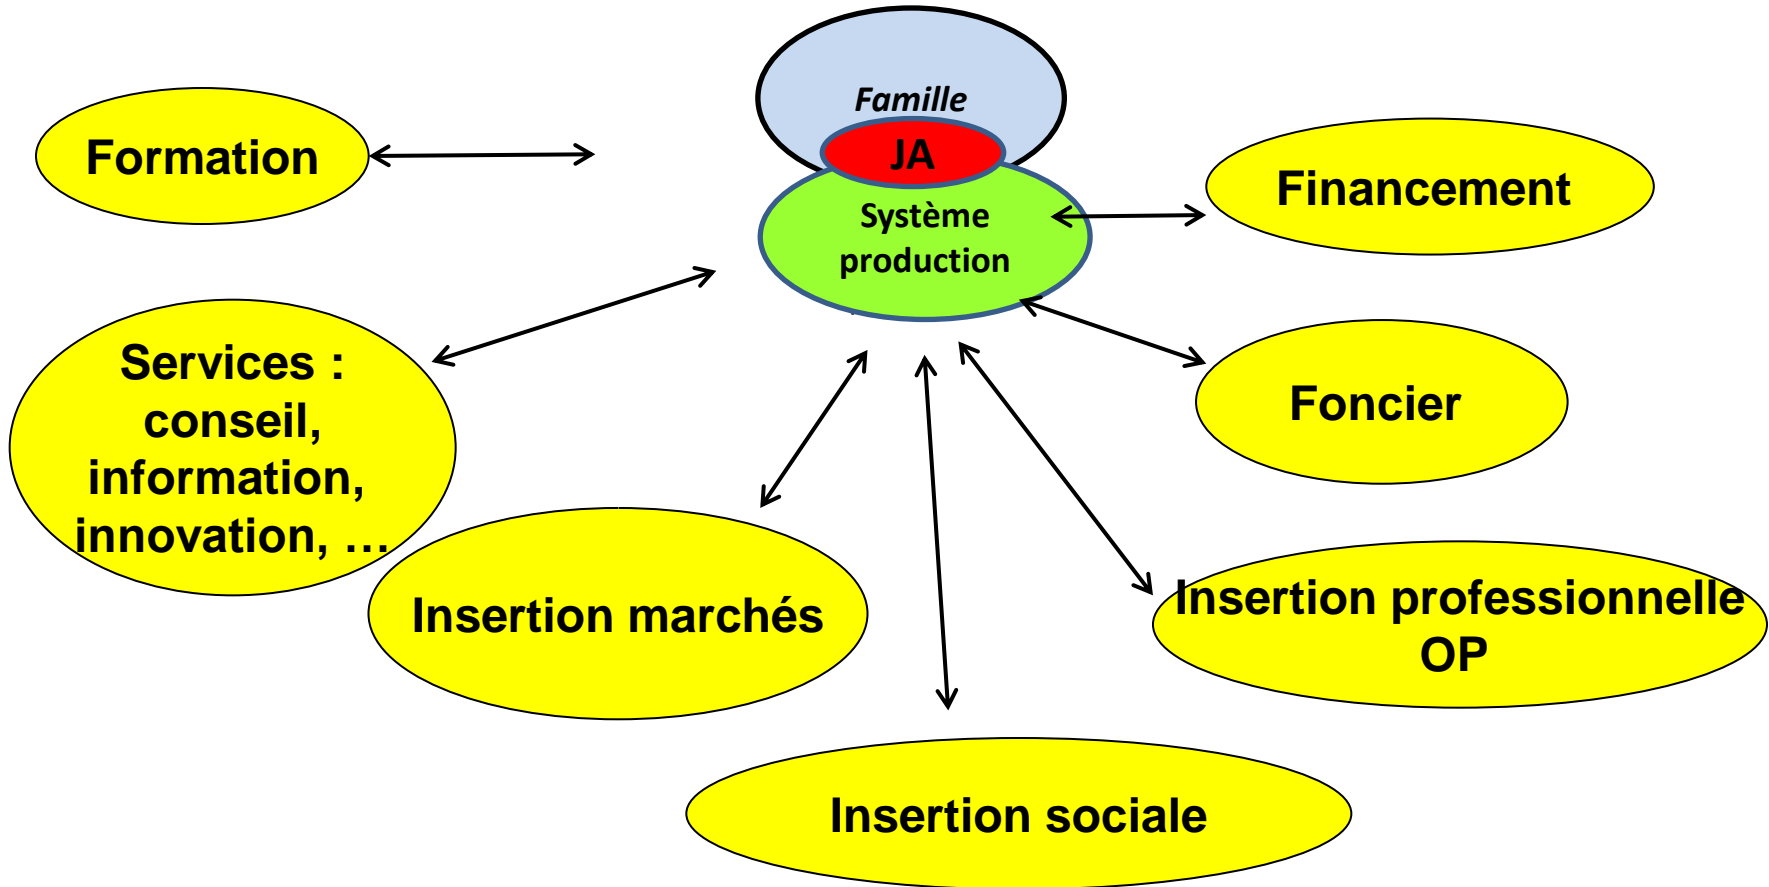 Famille
JA
Système
production
Formation
Financement
Services :
conseil,
information,
innovation, …
Foncier
Insertion marchés
Insertion professionnelle
OP
Insertion sociale